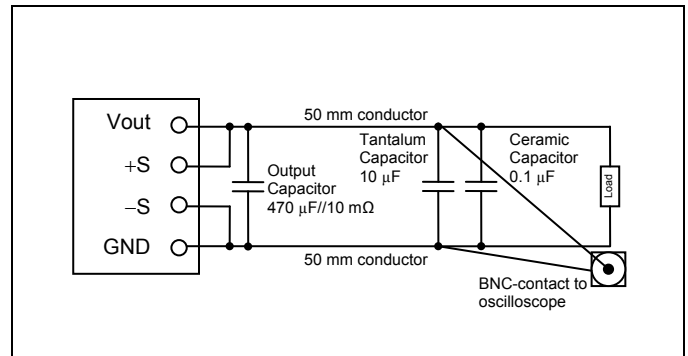 50 mm conductor
Vout
+S
−S
GND
Output
Capacitor
470 μF//10 mΩ
Tantalum
Capacitor
10 μF
Ceramic
Capacitor
0.1 μF
Load
50 mm conductor
BNC-contact to
oscilloscope